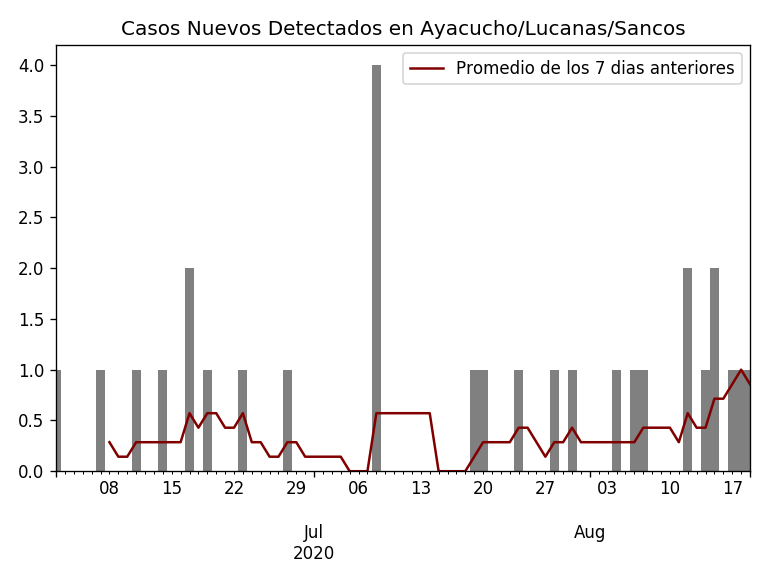 Casos Nuevos Detectados en Ayacucho/Lucanas/Sancos
Promedio de los 7 dias anteriores
4.0
3.5
3.0
2.5
2.0
1.5
1.0
0.5
0.0
08 15 22 29 06 13 20 27 03 10 17
Jul Aug
2020